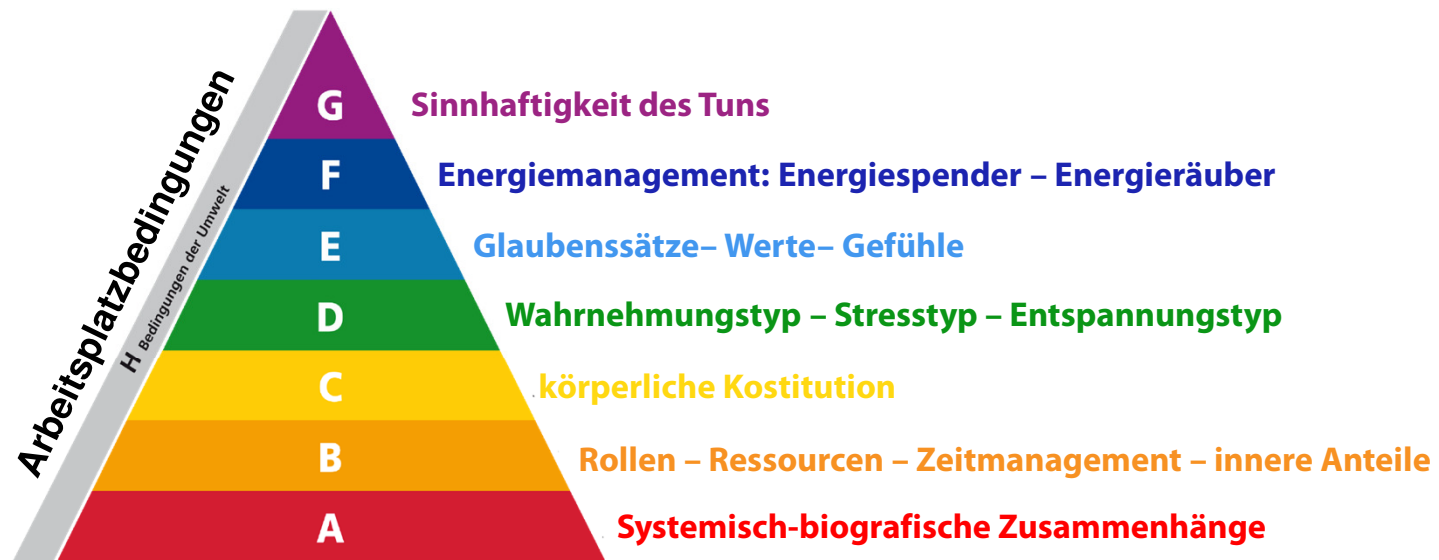 Arbeitsplatzbedingungen
H Bedingungen der Umwelt
G Sinnhaftigkeit des Tuns
F Energiemanagement: Energiespender – Energieräuber
E Glaubenssätze– Werte– Gefühle
D Wahrnehmungstyp – Stresstyp – Entspannungstyp
C körperliche Kostitution
B Rollen – Ressourcen – Zeitmanagement – innere Anteile
A Systemisch-biografische Zusammenhänge